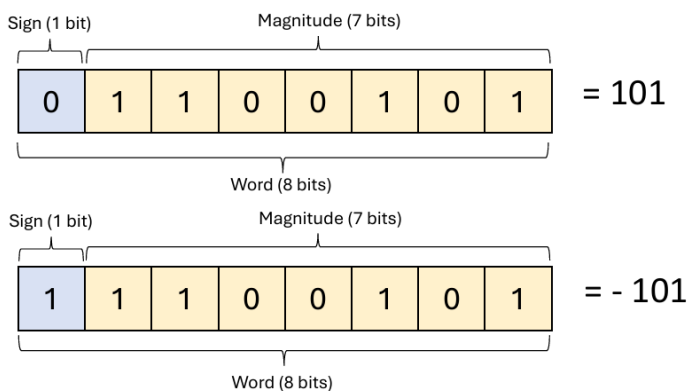 Sign (1 bit)
Magnitude (7 bits)
0 1 1 0 0 1 0 1 = 101
Word (8 bits)
Sign (1 bit)
Magnitude (7 bits)
1 1 1 0 0 1 0 1 = - 101
Word (8 bits)